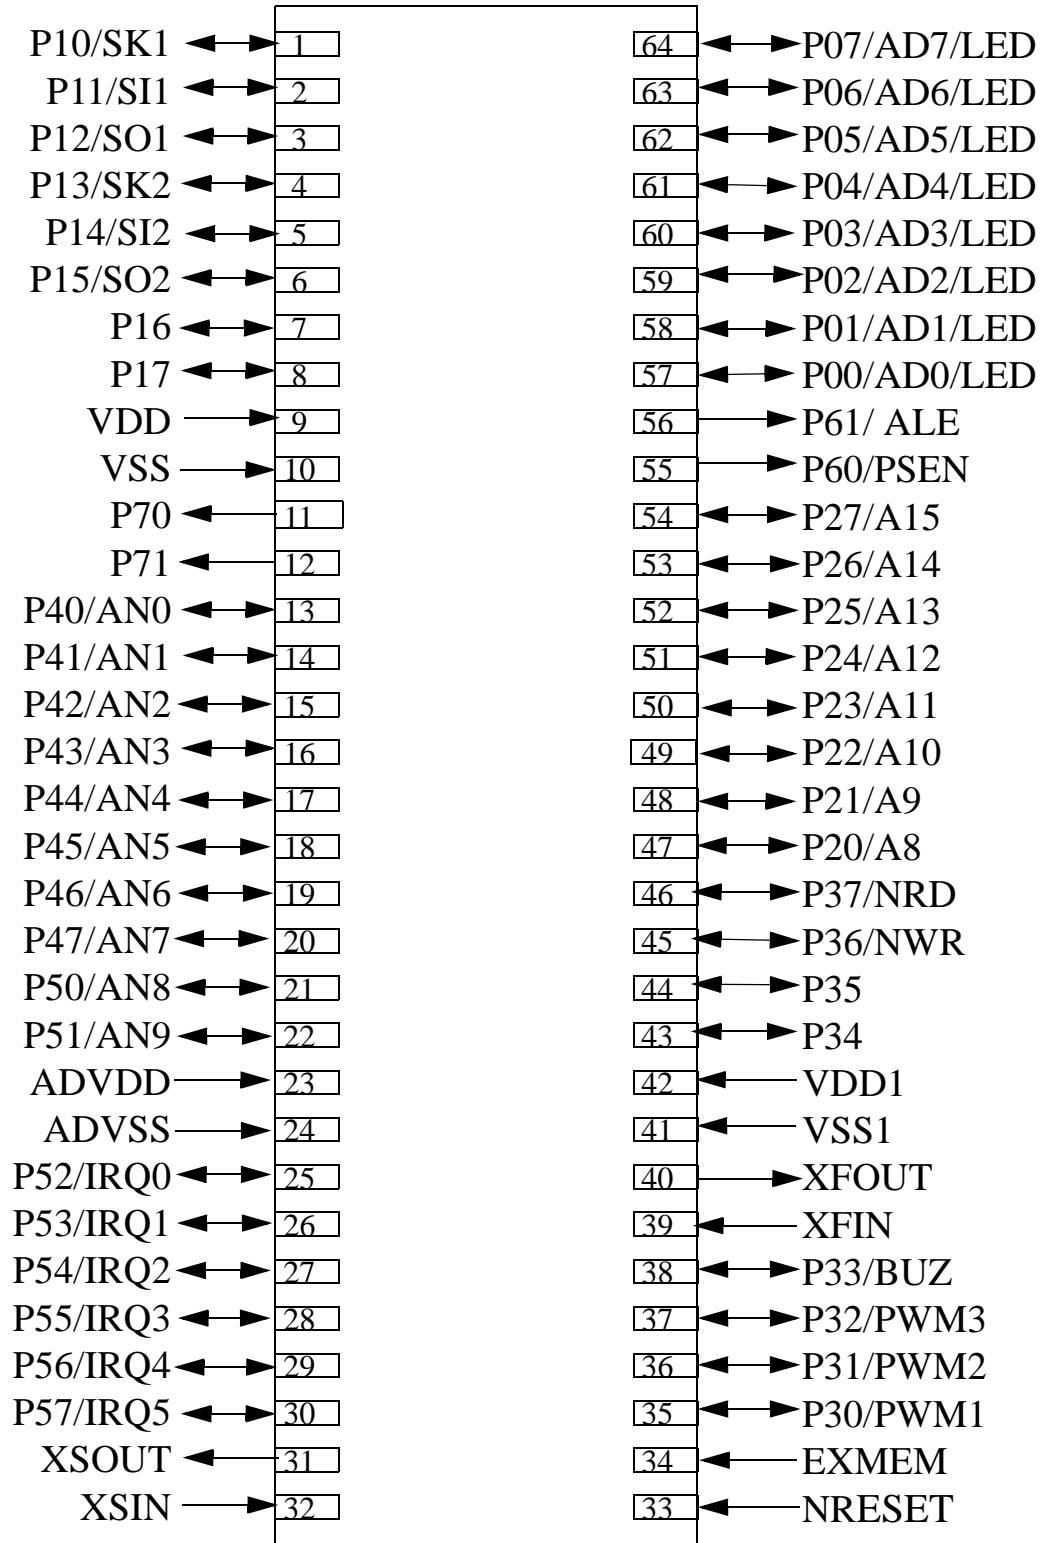 P10/SK1 1 64 P07/AD7/LED
P11/SI1 2 63 P06/AD6/LED
P12/SO1 3 62 P05/AD5/LED
P13/SK2 4 61 P04/AD4/LED
P14/SI2 5 60 P03/AD3/LED
P15/SO2 6 59 P02/AD2/LED
P16 7 58 P01/AD1/LED
P17 8 57 P00/AD0/LED
VDD 9 56 P61/ ALE
VSS 10 55 P60/PSEN
P70 11 54 P27/A15
P71 12 53 P26/A14
P40/AN0 13 52 P25/A13
P41/AN1 14 51 P24/A12
P42/AN2 15 50 P23/A11
P43/AN3 16 49 P22/A10
P44/AN4 17 48 P21/A9
P45/AN5 18 47 P20/A8
P46/AN6 19 46 P37/NRD
P47/AN7 20 45 P36/NWR
P50/AN8 21 44 P35
P51/AN9 22 43 P34
ADVDD 23 42 VDD1
ADVSS 24 41 VSS1
P52/IRQ0 25 40 XFOUT
P53/IRQ1 26 39 XFIN
P54/IRQ2 27 38 P33/BUZ
P55/IRQ3 28 37 P32/PWM3
P56/IRQ4 29 36 P31/PWM2
P57/IRQ5 30 35 P30/PWM1
XSOUT 31 34 EXMEM
XSIN 32 33 NRESET